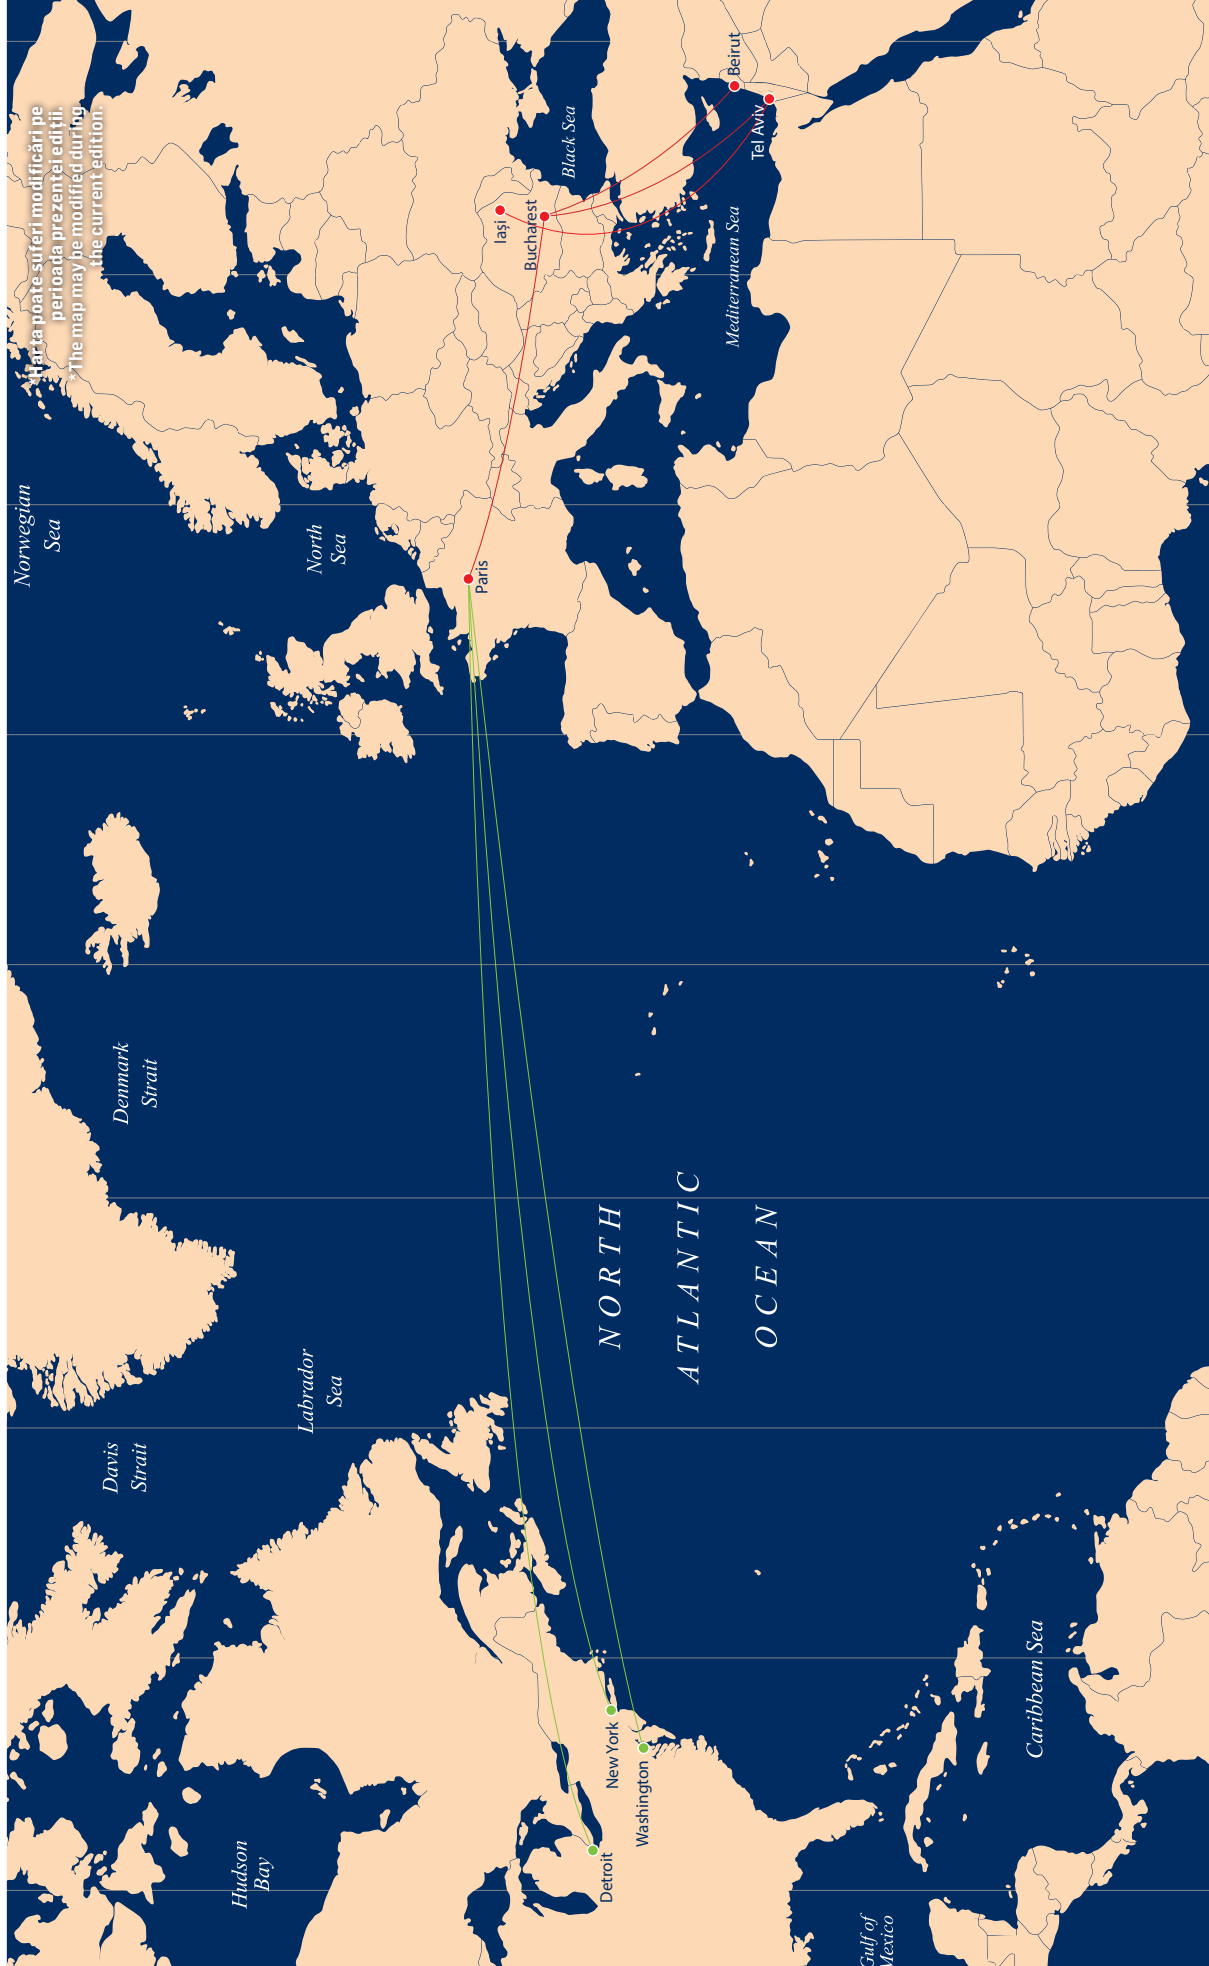 *Harta poate suferi modificări pe
perioada prezentei ediții.
*The map may be modified during
the current edition.
Norwegian
Sea
North
Sea
Denmark
Strait
Davis
Strait
Labrador
Sea
Hudson
Bay
Black Sea
Mediterranean Sea
Beirut
Tel Aviv
Iași
Bucharest
Paris
NORTH
ATLANTIC
OCEAN
New York
Washington
Detroit
Caribbean Sea
Gulf of
Mexico